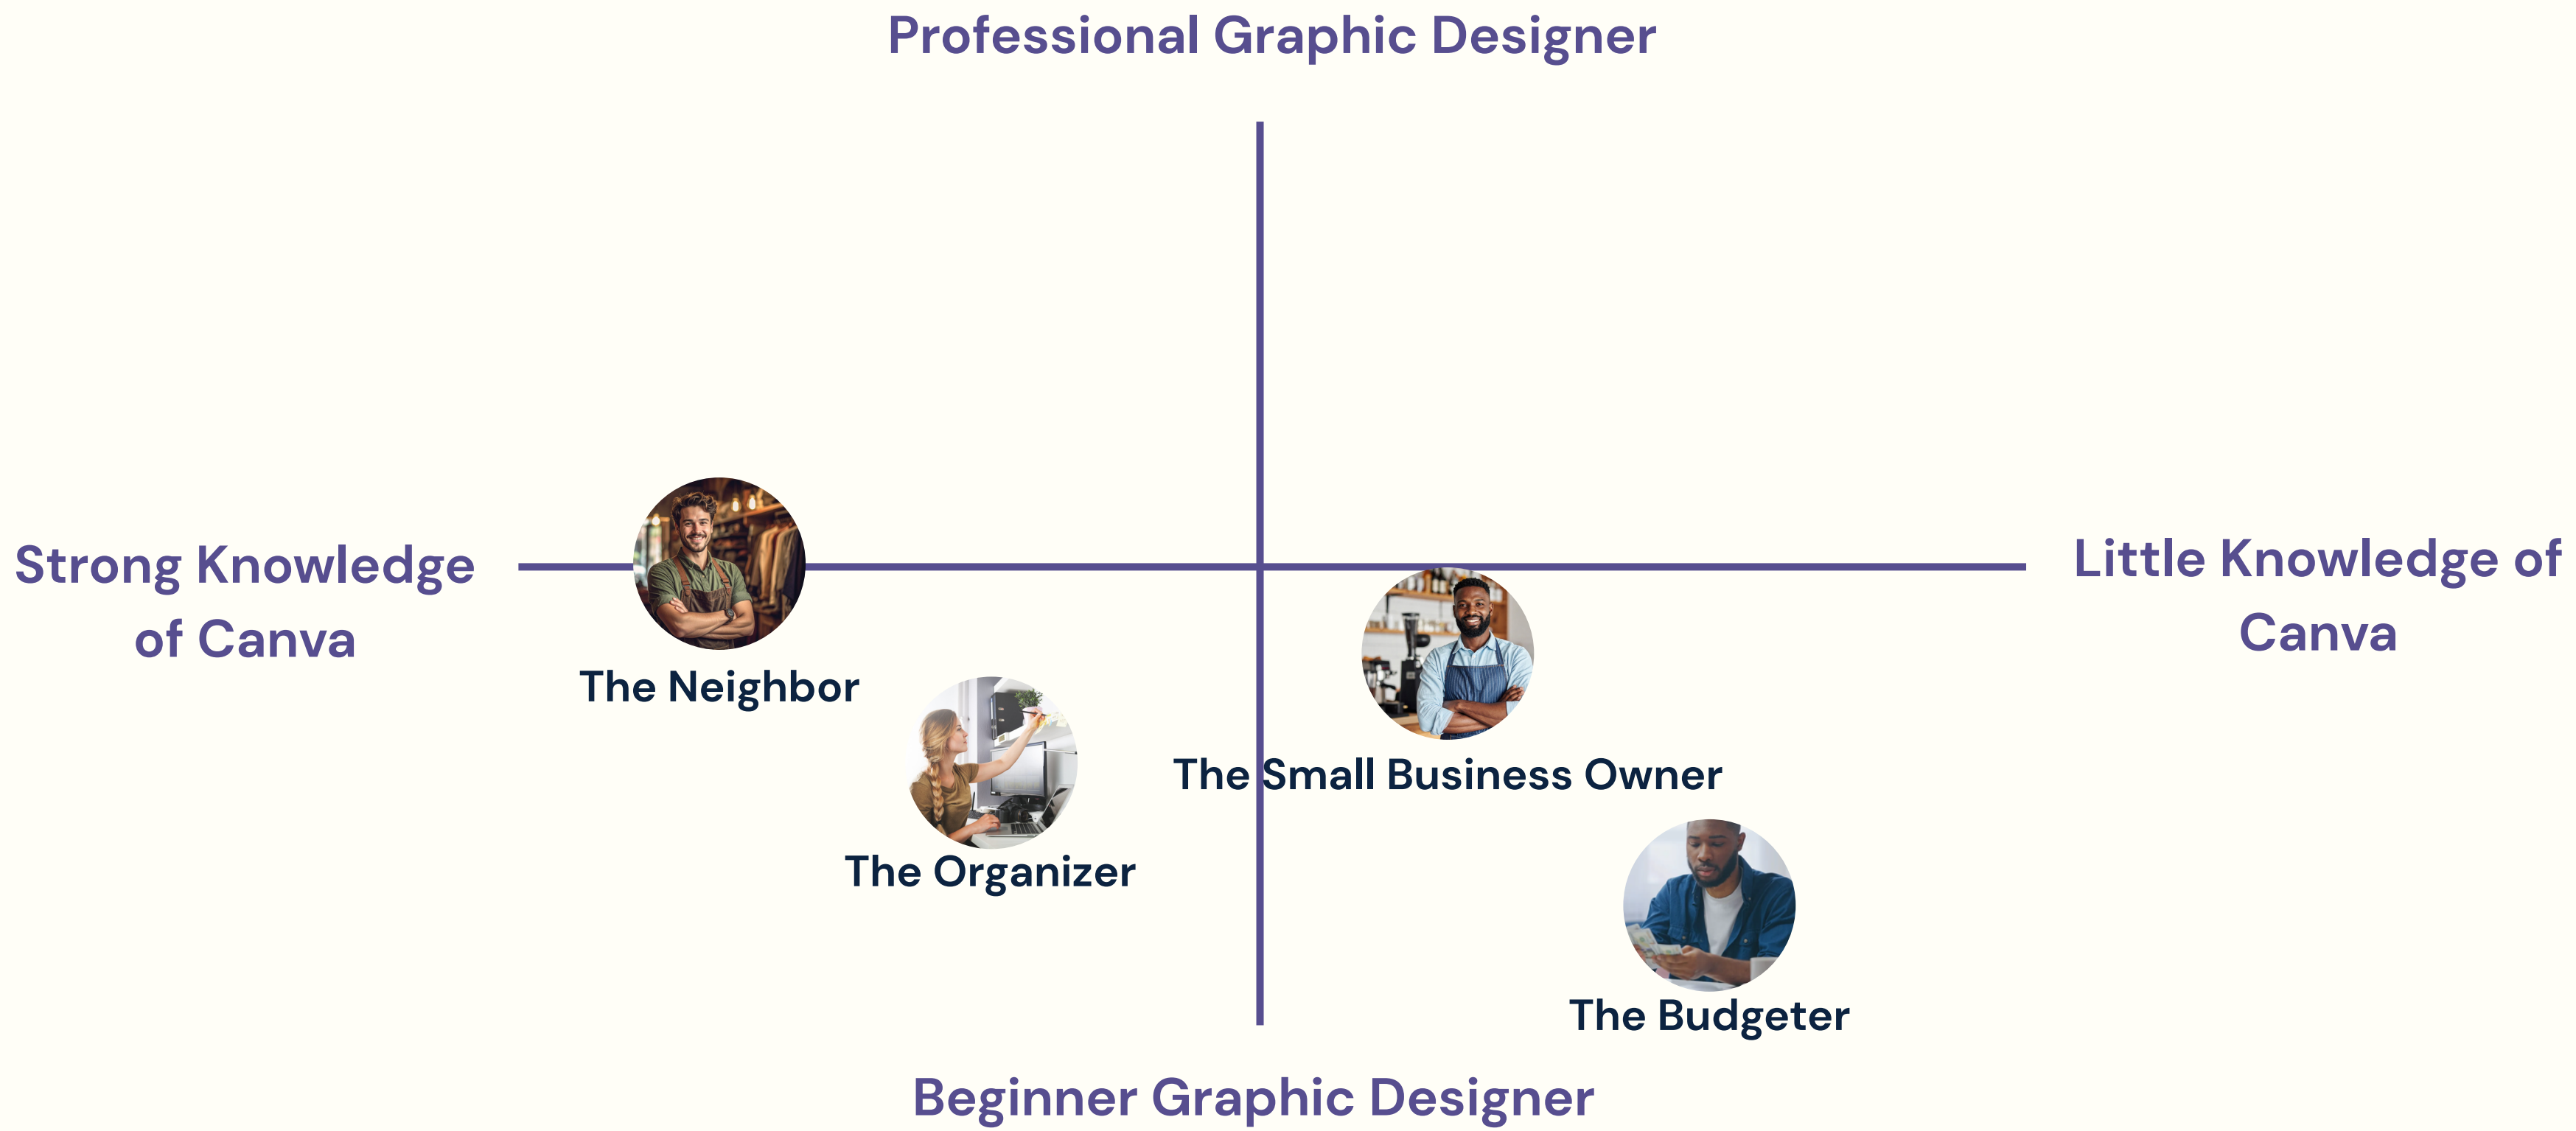 Professional Graphic Designer
Strong Knowledge
of Canva
Little Knowledge of
Canva
The Neighbor
The Small Business Owner
The Organizer
The Budgeter
Beginner Graphic Designer